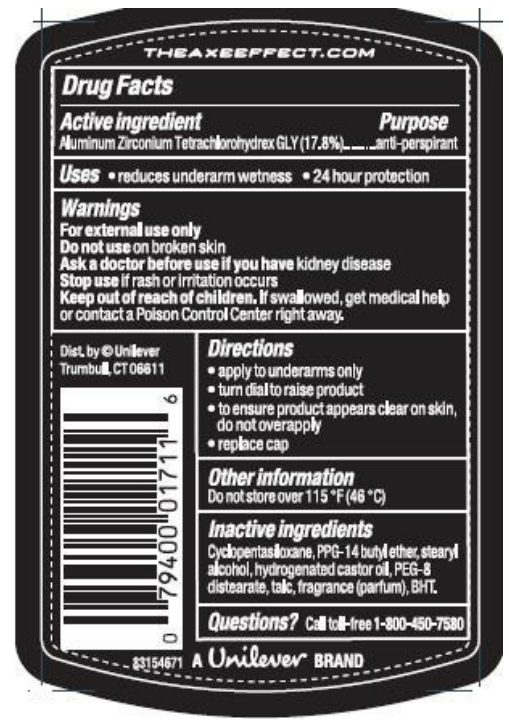 THEAXEEFFECT.COM
Drug Facts
Active ingredient Purpose
Aluminum Zirconium Tetrachlorohydrex GLY (17.8%)......anti-perspirant
Uses • reduces underarm wetness • 24 hour protection
Warnings
For external use only
Do not use on broken skin
Ask a doctor before use if you have kidney disease
Stop use if rash or irritation occurs
Keep out of reach of children. If swallowed, get medical help
or contact a Poison Control Center right away.
Dist. by © Unilever
Trumbull, CT 06611
0 79400 01711 6
Directions
• apply to underarms only
• turn dial to raise product
• to ensure product appears clear on skin,
do not overapply
• replace cap
Other information
Do not store over 115 °F (46 °C)
Inactive ingredients
Cyclopentasiloxane, PPG-14 butyl ether, stearyl
alcohol, hydrogenated castor oil, PEG-8
distearate, talc, fragrance (parfum), BHT.
Questions? Call toll-free 1-800-450-7580
83154671 A Unilever BRAND